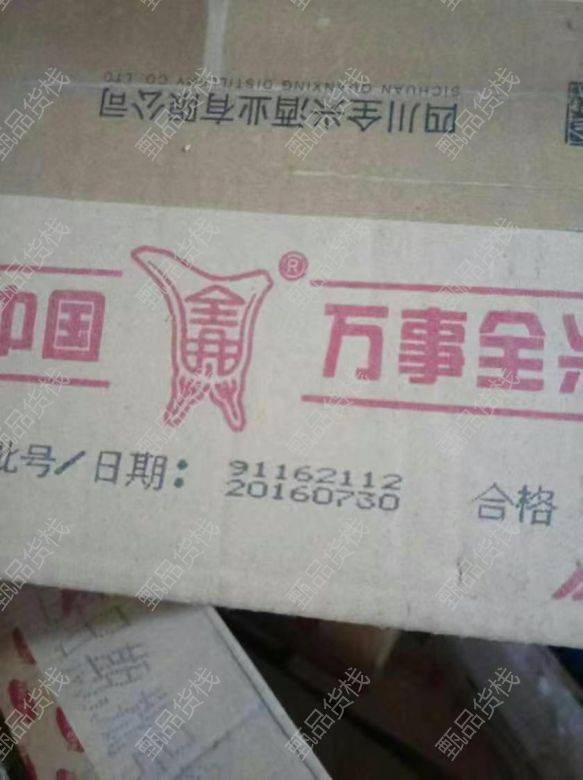 四川全兴酒业有限公司
SICHUAN QUANXING DISTILLERY CO. LTD
中国
全兴
®
万事全兴
批号/日期：
91162112
20160730
合格
甄品货栈